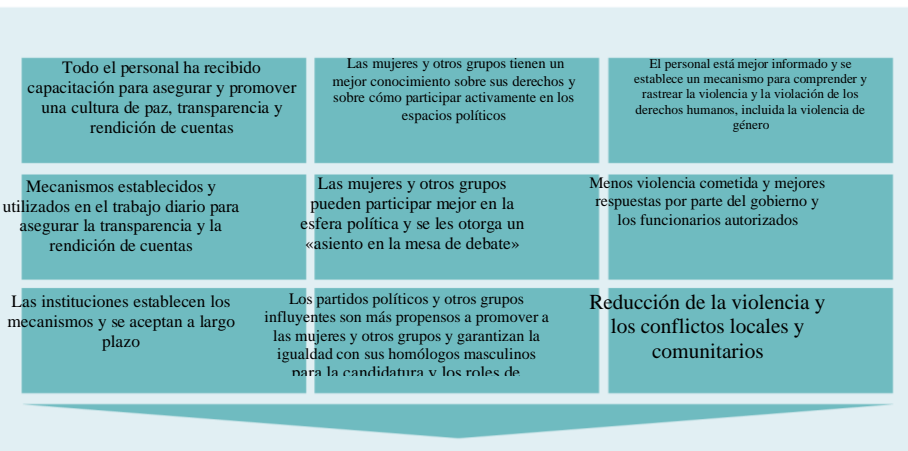 Todo el personal ha recibido
capacitación para asegurar y promover
una cultura de paz, transparencia y
rendición de cuentas
Las mujeres y otros grupos tienen un
mejor conocimiento sobre sus derechos y
sobre cómo participar activamente en los
espacios políticos
El personal está mejor informado y se
establece un mecanismo para comprender y
rastrear la violencia y la violación de los
derechos humanos, incluida la violencia de
género
Mecanismos establecidos y
utilizados en el trabajo diario para
asegurar la transparencia y la
rendición de cuentas
Las mujeres y otros grupos
pueden participar mejor en la
esfera política y se les otorga un
«asiento en la mesa de debate»
Menos violencia cometida y mejores
respuestas por parte del gobierno y
los funcionarios autorizados
Las instituciones establecen los
mecanismos y se aceptan a largo
plazo
Los partidos políticos y otros grupos
influyentes son más propensos a promover a
las mujeres y otros grupos y garantizan la
igualdad con sus homólogos masculinos
para la candidatura y los roles de
Reducción de la violencia y
los conflictos locales y
comunitarios